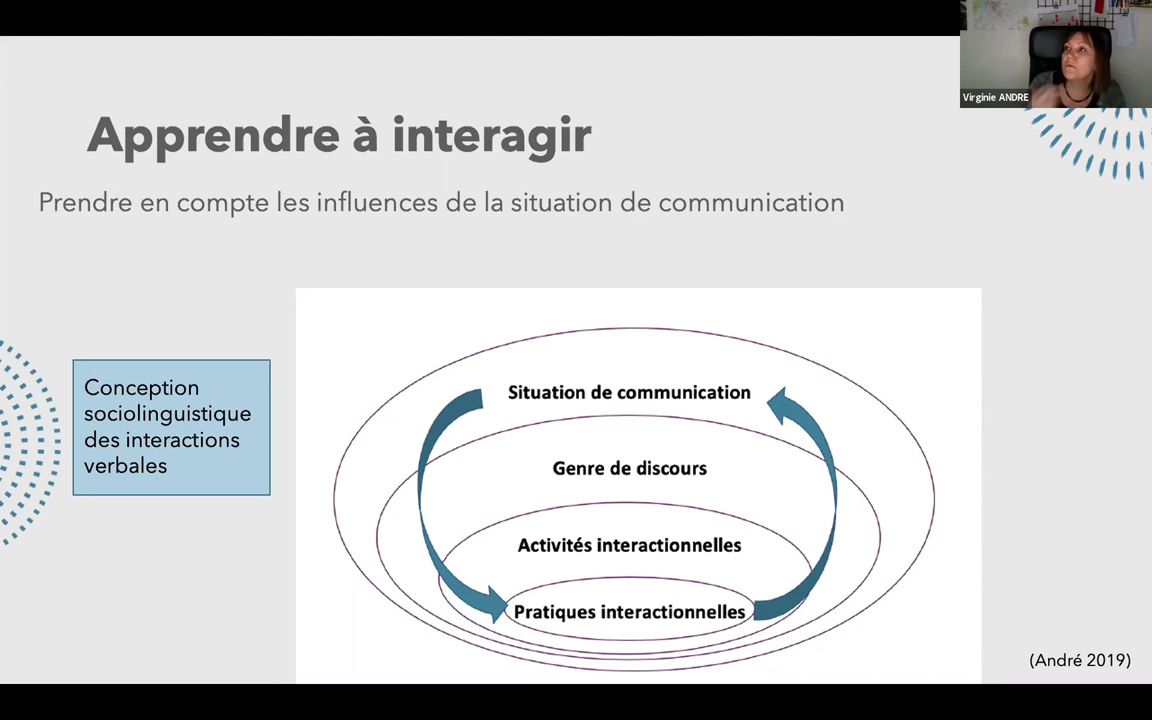 Virginie ANDRE
Apprendre à interagir
Prendre en compte les influences de la situation de communication
Conception
sociolinguistique
des interactions
verbales
Situation de communication
Genre de discours
Activités interactionnelles
Pratiques interactionnelles
(André 2019)